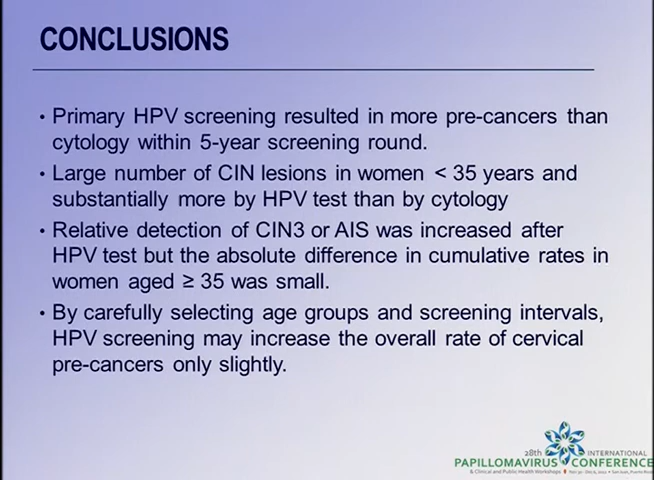 CONCLUSIONS
• Primary HPV screening resulted in more pre-cancers than
cytology within 5-year screening round.
• Large number of CIN lesions in women < 35 years and
substantially more by HPV test than by cytology
• Relative detection of CIN3 or AIS was increased after
HPV test but the absolute difference in cumulative rates in
women aged ≥ 35 was small.
• By carefully selecting age groups and screening intervals,
HPV screening may increase the overall rate of cervical
pre-cancers only slightly.
28th INTERNATIONAL
PAPILLOMAVIRUS CONFERENCE
& Clinical and Public Health Workshops